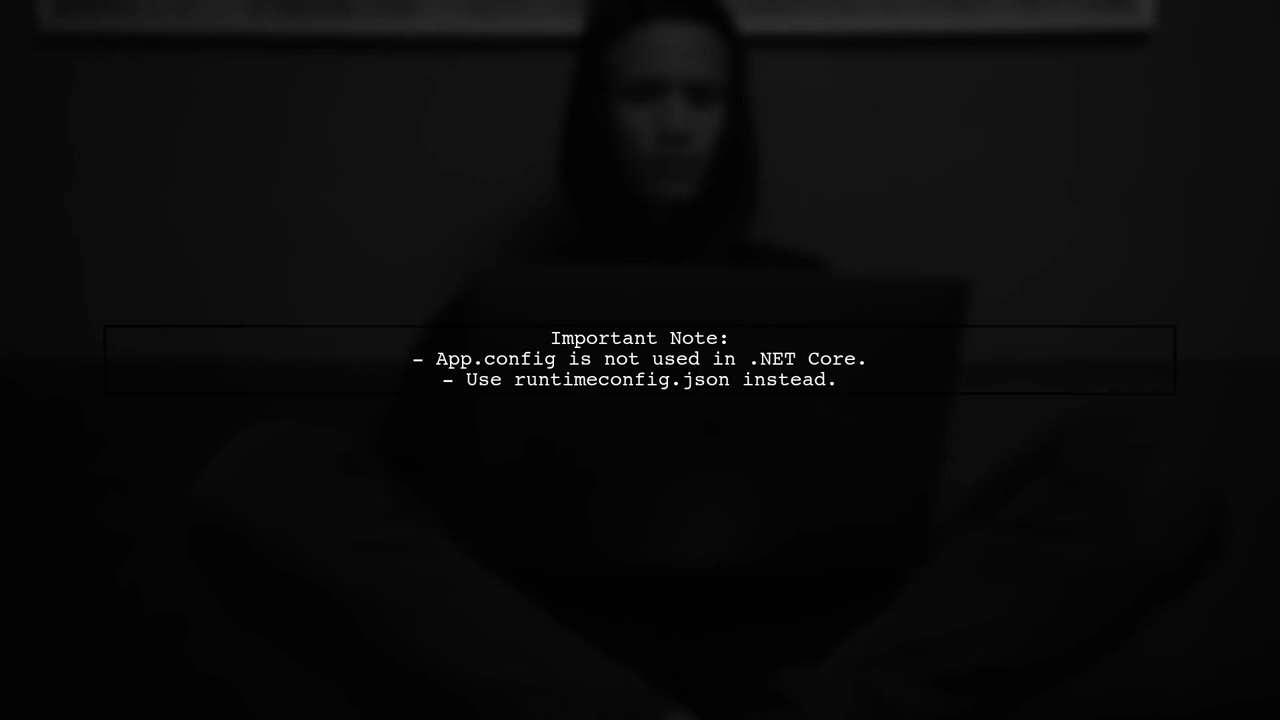 Important Note:
- App.config is not used in .NET Core.
- Use runtimeconfig.json instead.